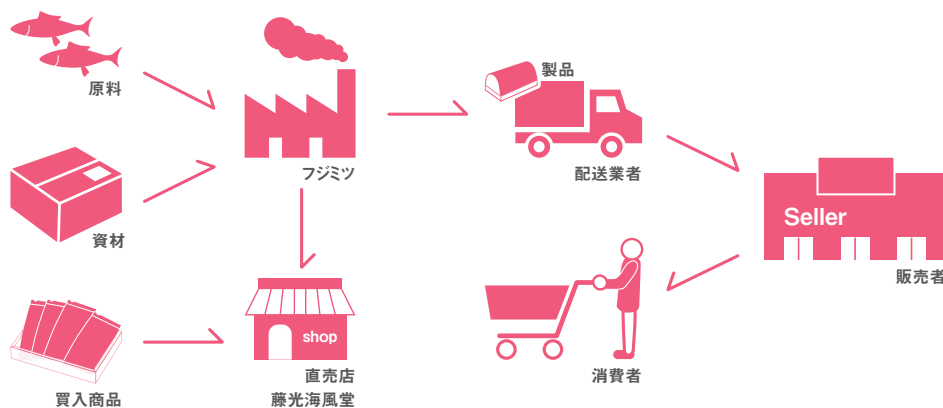 原料
フジミツ
製品
配送業者
資材
Seller
販売者
買入商品
shop
直売店
藤光海風堂
消費者